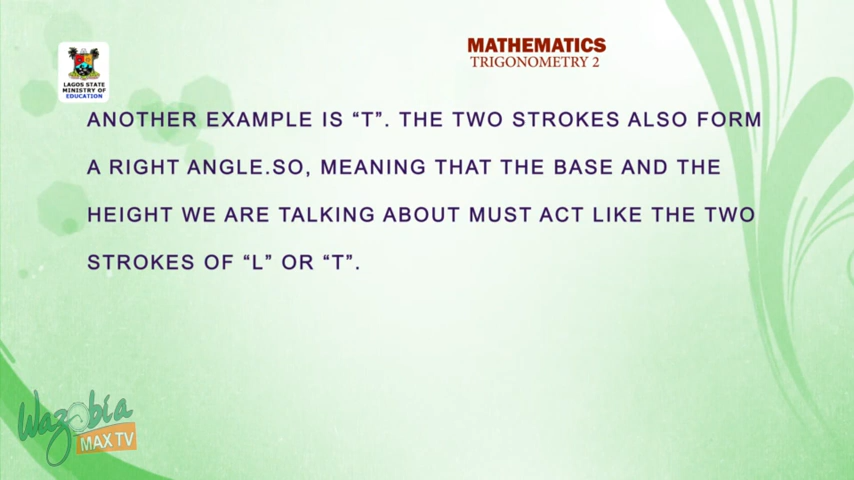 MATHEMATICS
TRIGONOMETRY 2
LAGOS STATE
MINISTRY OF
EDUCATION
ANOTHER EXAMPLE IS “T”. THE TWO STROKES ALSO FORM
A RIGHT ANGLE.SO, MEANING THAT THE BASE AND THE
HEIGHT WE ARE TALKING ABOUT MUST ACT LIKE THE TWO
STROKES OF “L” OR “T”.
Wazobia
MAX TV